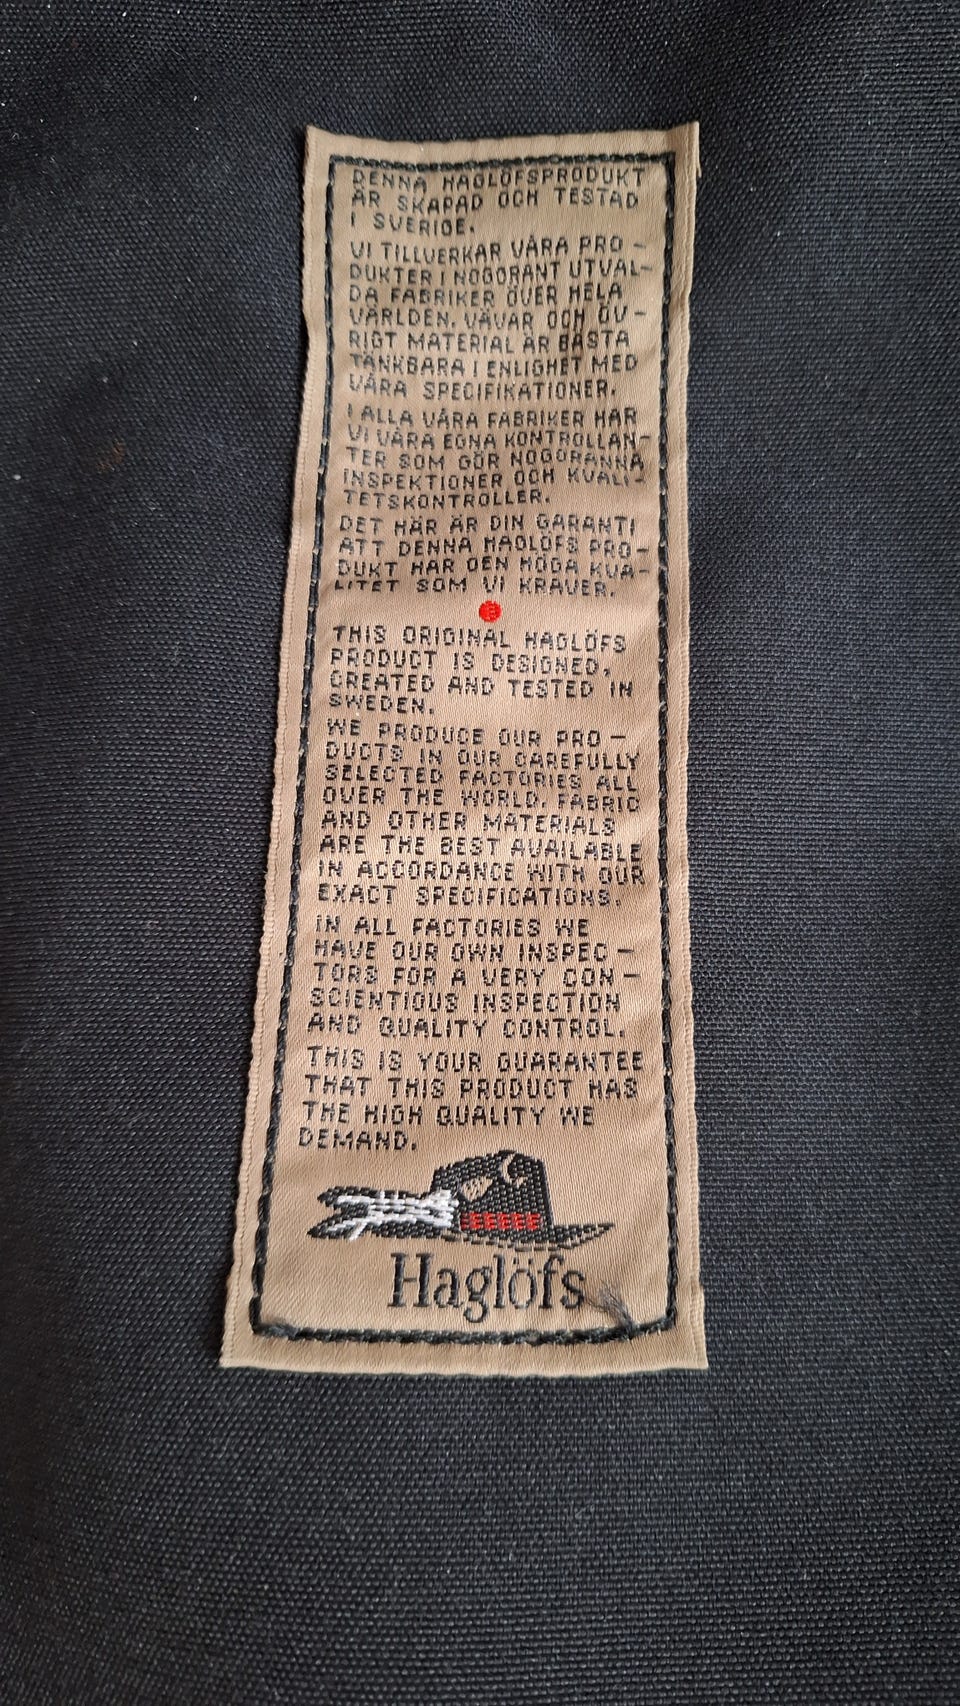 DENNA HAGLÖFSPRODUKT
ÄR SKAPAD OCH TESTAD
I SVERIGE.
VI TILLVERKAR VÅRA PRO-
DUKTER I NOGGRANT UTVAL-
DA FABRIKER ÖVER HELA
VÄRLDEN. VÄVAR OCH ÖV-
RIGT MATERIAL ÄR BÄSTA
TÄNKBARA I ENLIGHET MED
VÅRA SPECIFIKATIONER.
I ALLA VÅRA FABRIKER HAR
VI VÅRA EGNA KONTROLLAN-
TER SOM GÖR NOGGRANNA
INSPEKTIONER OCH KVALI-
TETSKONTROLLER.
DET HÄR ÄR DIN GARANTI
ATT DENNA HAGLÖFS PRO-
DUKT HAR DEN HÖGA KVA-
LITET SOM VI KRÄVER.
THIS ORIGINAL HAGLÖFS
PRODUCT IS DESIGNED,
CREATED AND TESTED IN
SWEDEN.
WE PRODUCE OUR PRO-
DUCTS IN OUR CAREFULLY
SELECTED FACTORIES ALL
OVER THE WORLD. FABRIC
AND OTHER MATERIALS
ARE THE BEST AVAILABLE
IN ACCORDANCE WITH OUR
EXACT SPECIFICATIONS.
IN ALL FACTORIES WE
HAVE OUR OWN INSPEC-
TORS FOR A VERY CON-
SCIENTIOUS INSPECTION
AND QUALITY CONTROL.
THIS IS YOUR GUARANTEE
THAT THIS PRODUCT HAS
THE HIGH QUALITY WE
DEMAND.
Haglöfs